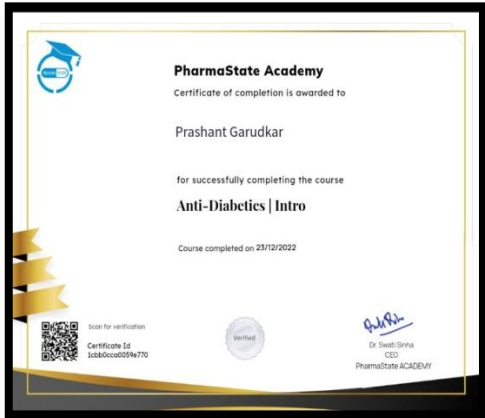 PharmaState Academy
Certificate of completion is awarded to
Prashant Garudkar
for successfully completing the course
Anti-Diabetics | Intro
Course completed on 23/12/2022
Scan for verification
Certificate Id
1cbb0cca0059e770
Verified
Dr. Swati Sinha
CEO
PharmaState ACADEMY